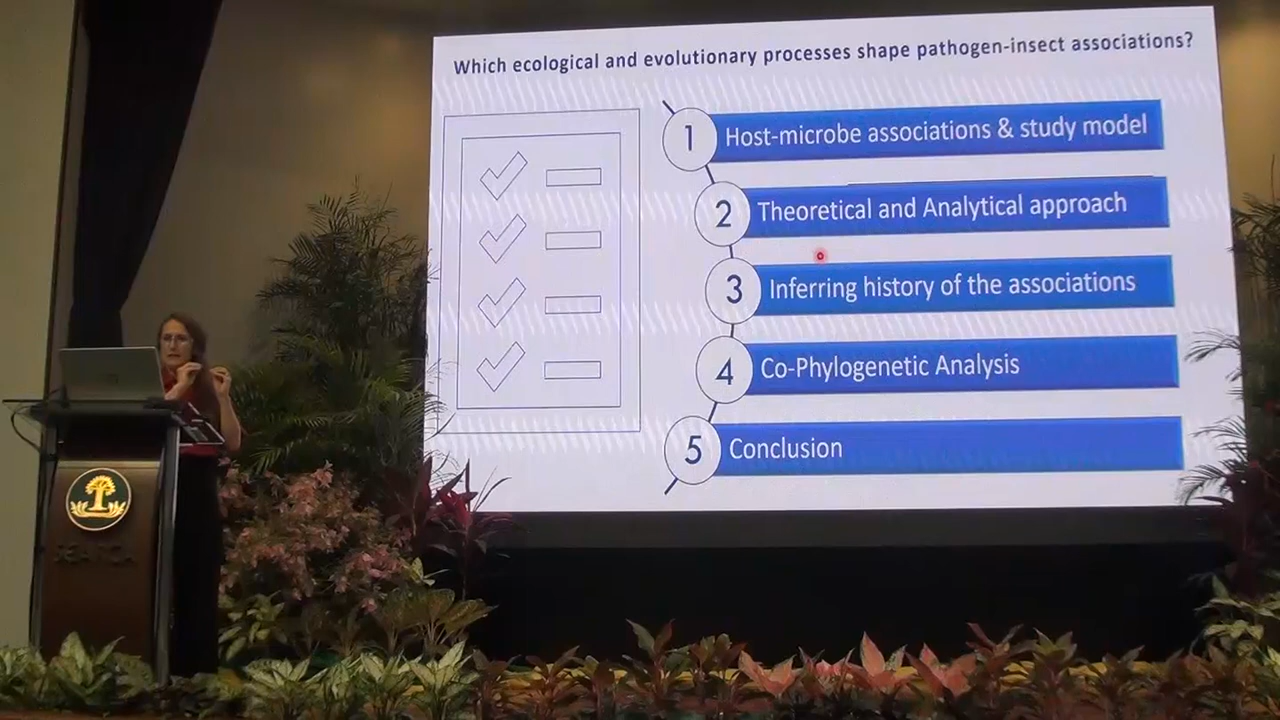 Which ecological and evolutionary processes shape pathogen-insect associations?
1 Host-microbe associations & study model
2 Theoretical and Analytical approach
3 Inferring history of the associations
4 Co-Phylogenetic Analysis
5 Conclusion
SEARCA